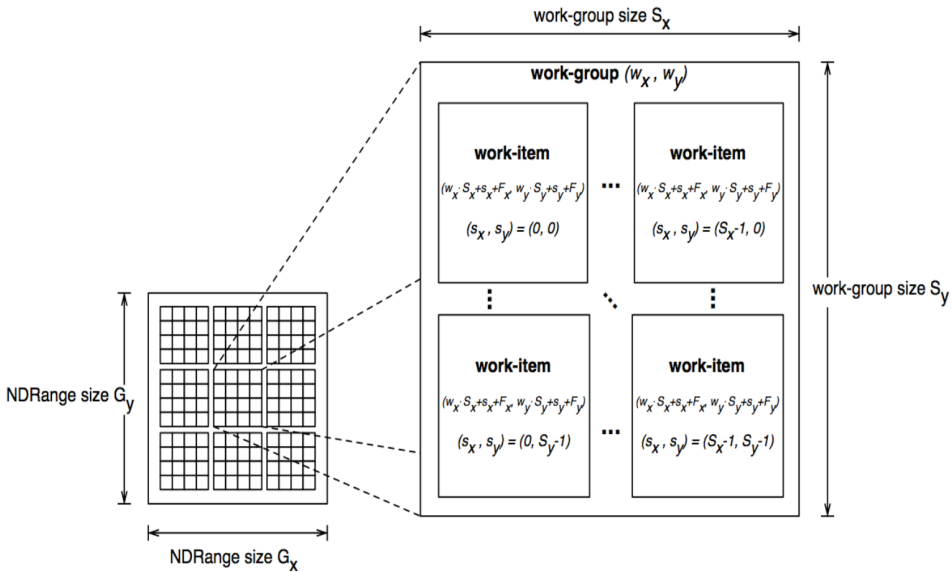 work-group size Sx
work-group (wx , wy)
work-item
work-item
(wx·Sx+sx+Fx, wy·Sy+sy+Fy)
...
(wx·Sx+sx+Fx, wy·Sy+sy+Fy)
(sx , sy) = (0, 0)
(sx , sy) = (Sx-1, 0)
work-group size Sy
NDRange size Gy
work-item
work-item
(wx·Sx+sx+Fx, wy·Sy+sy+Fy)
(wx·Sx+sx+Fx, wy·Sy+sy+Fy)
...
(sx , sy) = (0, Sy-1)
(sx , sy) = (Sx-1, Sy-1)
NDRange size Gx